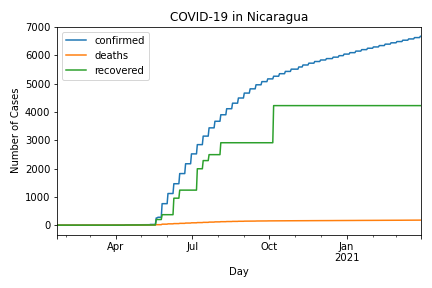 COVID-19 in Nicaragua
confirmed
deaths
recovered
Number of Cases
7000
6000
5000
4000
3000
2000
1000
0
Apr
Jul
Oct
Jan
2021
Day